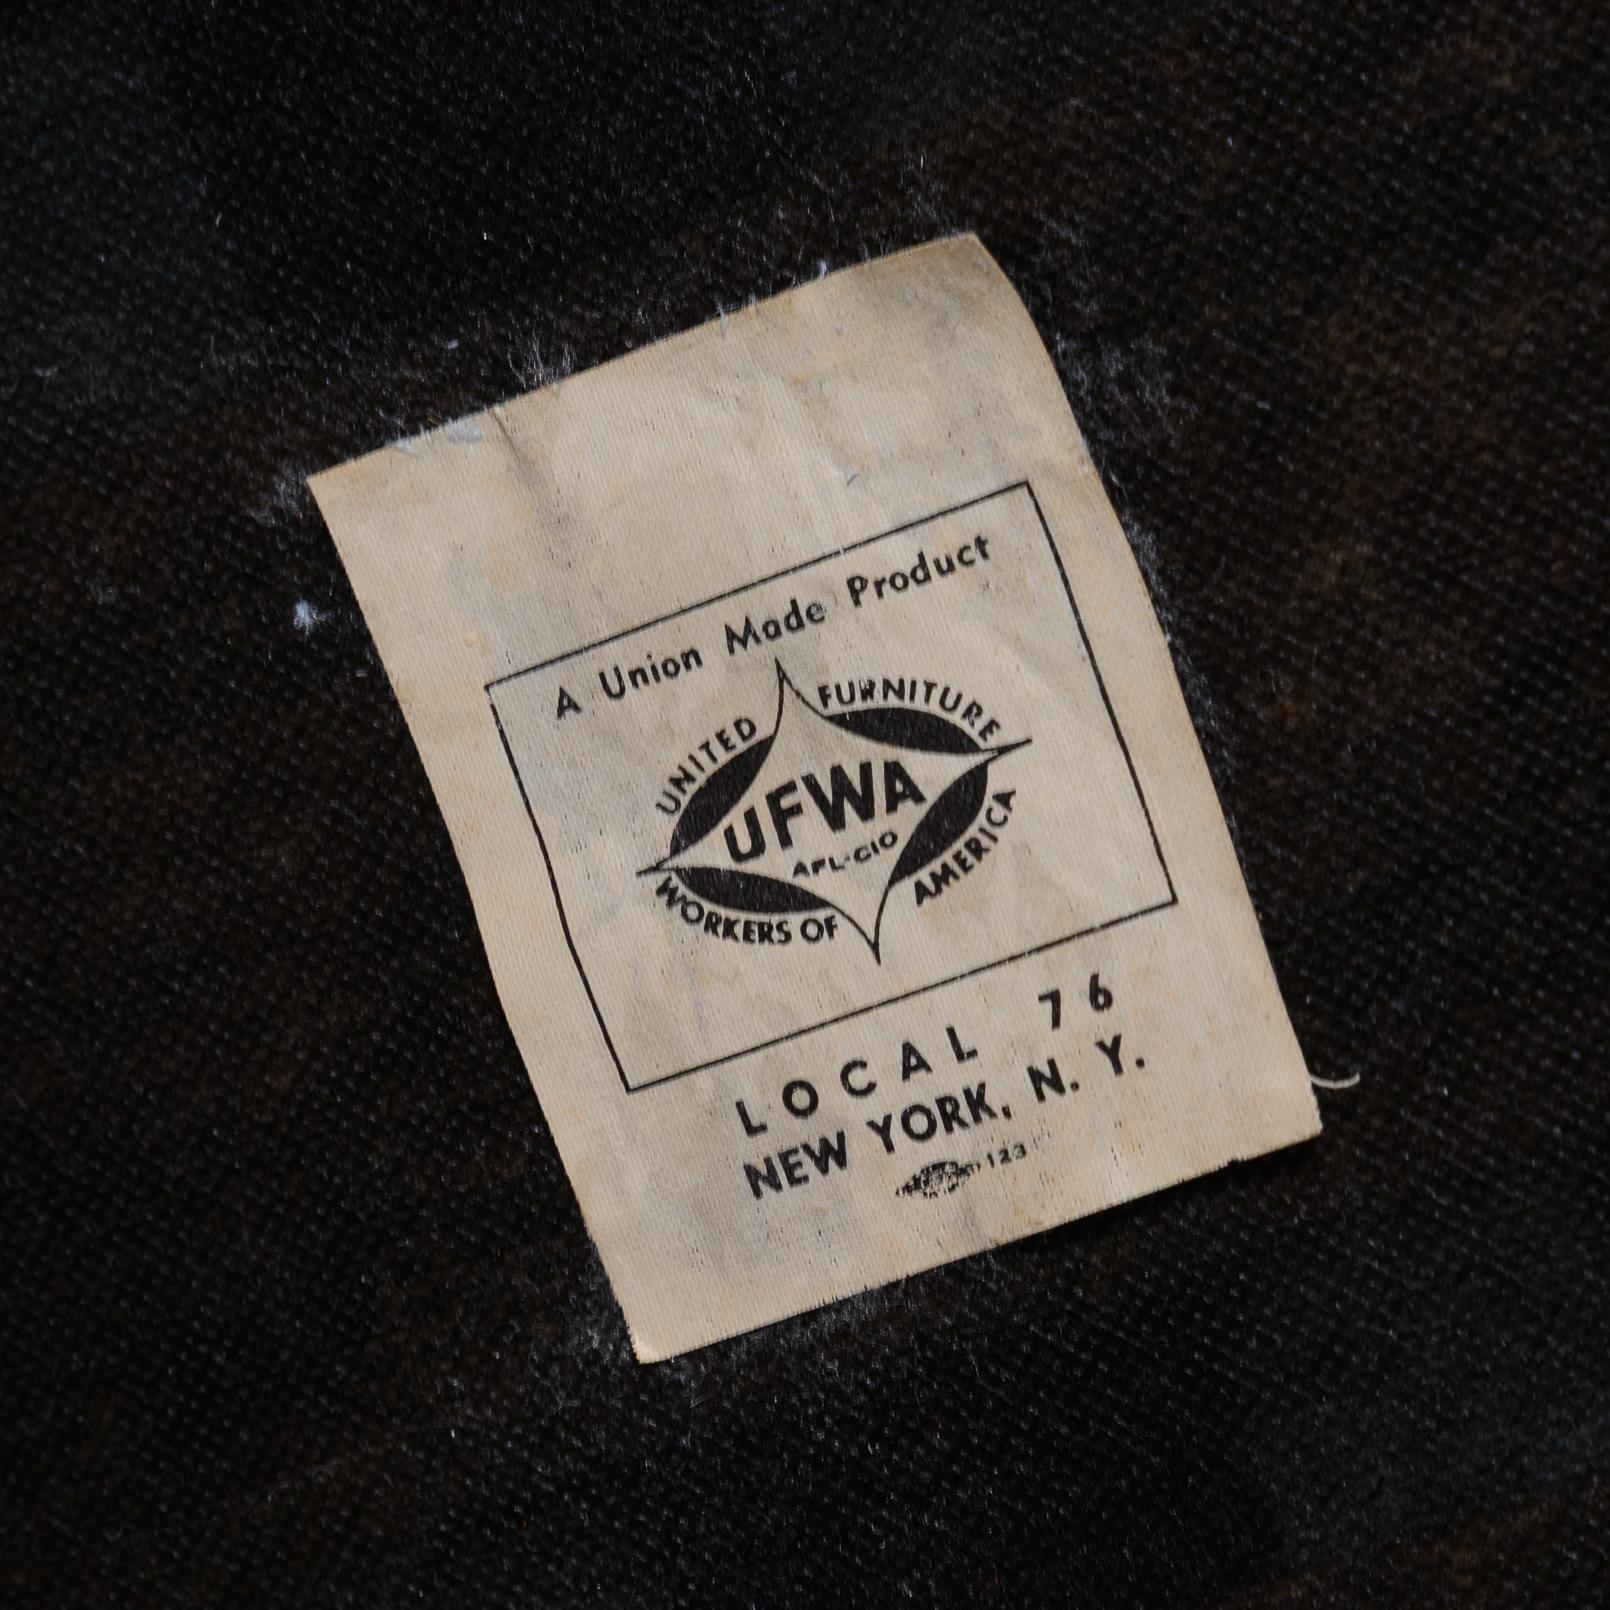 A Union Made Product
UNITED FURNITURE
UFWA
AFL-CIO
WORKERS OF AMERICA
LOCAL 76
NEW YORK, N. Y.
123